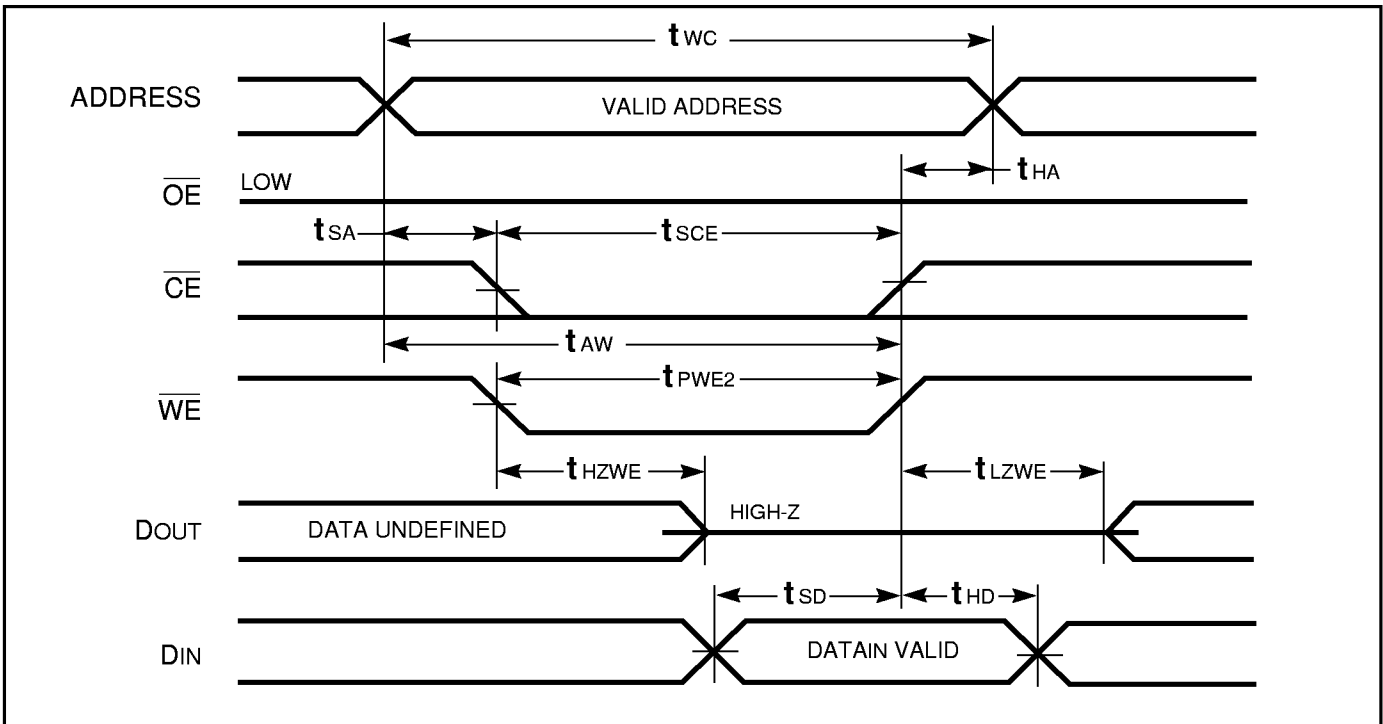 tWC
ADDRESS
VALID ADDRESS
tHA
OE
LOW
tSA
tSCE
CE
tAW
tPWE2
WE
tHZWE
tLZWE
DOUT
DATA UNDEFINED
HIGH-Z
tSD
tHD
DIN
DATAIN VALID